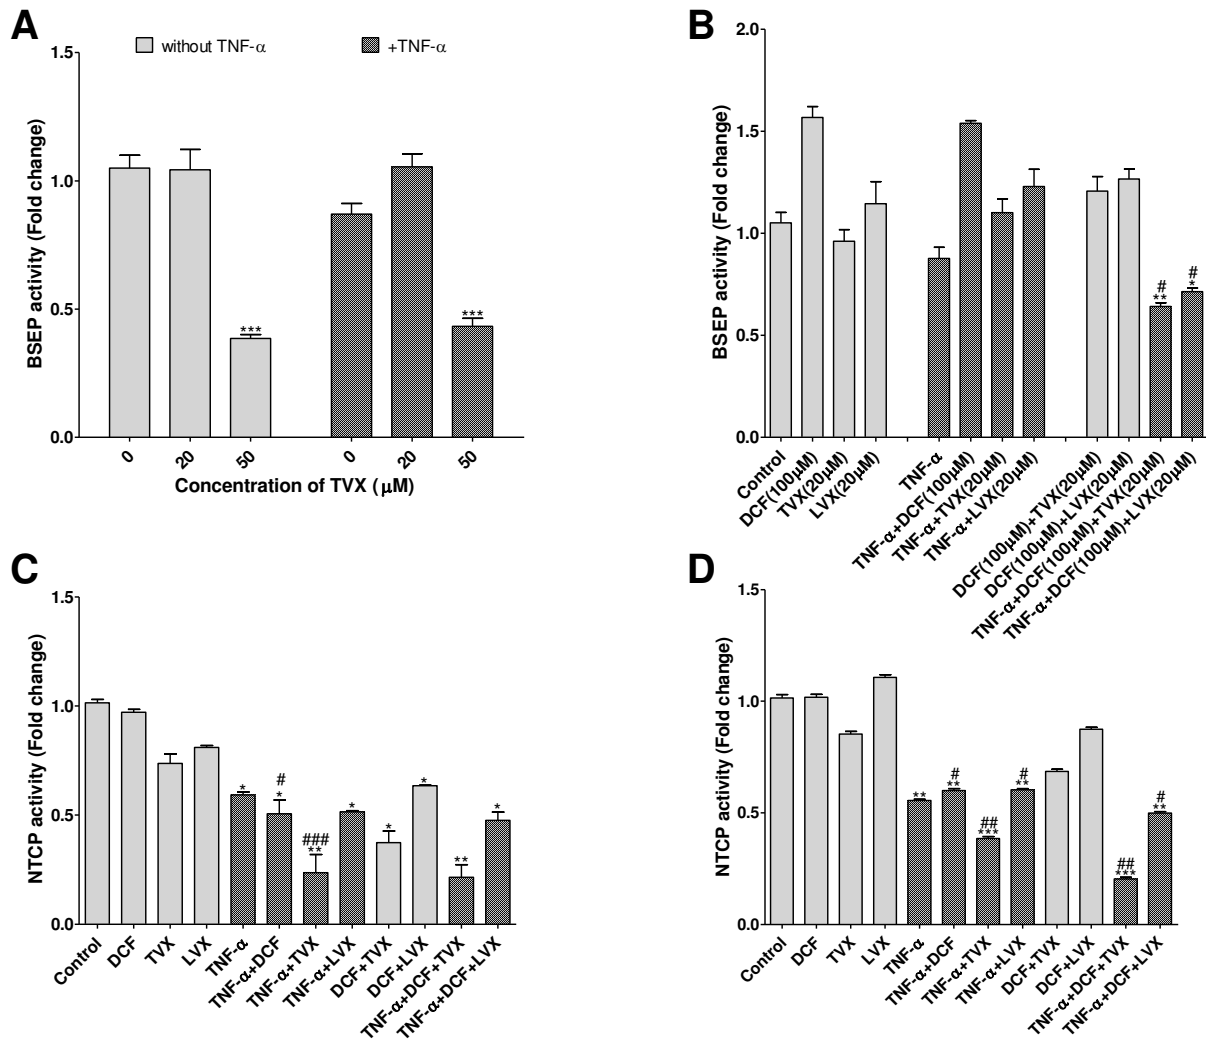 A
without TNF-α
+TNF-α
BSEP activity (Fold change)
1.5
1.0
0.5
0.0
***
***
0
20
50
0
20
50
Concentration of TVX (μM)
B
BSEP activity (Fold change)
2.0
1.5
1.0
0.5
0.0
#
**
#
*
Control
DCF(100μM)
TVX(20μM)
LVX(20μM)
TNF-α
TNF-α+DCF(100μM)
TNF-α+TVX(20μM)
TNF-α+LVX(20μM)
DCF(100μM)+TVX(20μM)
DCF(100μM)+LVX(20μM)
TNF-α+DCF(100μM)+TVX(20μM)
TNF-α+DCF(100μM)+LVX(20μM)
C
NTCP activity (Fold change)
1.5
1.0
0.5
0.0
*
#
*
###
**
*
*
*
**
*
Control
DCF
TVX
LVX
TNF-α
TNF-α+DCF
TNF-α+TVX
TNF-α+LVX
DCF+TVX
DCF+LVX
TNF-α+DCF+TVX
TNF-α+DCF+LVX
D
NTCP activity (Fold change)
1.5
1.0
0.5
0.0
**
#
**
##
***
#
**
##
***
#
**
Control
DCF
TVX
LVX
TNF-α
TNF-α+DCF
TNF-α+TVX
TNF-α+LVX
DCF+TVX
DCF+LVX
TNF-α+DCF+TVX
TNF-α+DCF+LVX